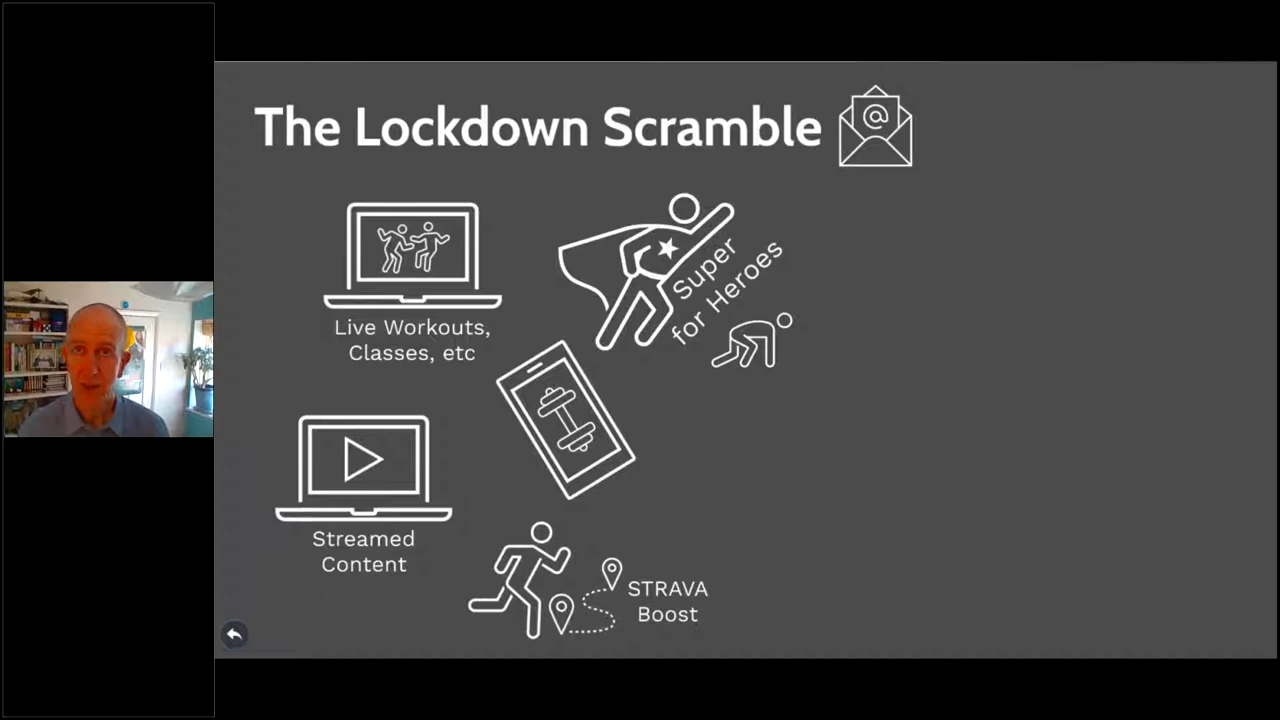 The Lockdown Scramble
@
Live Workouts,
Classes, etc
Super
for Heroes
Streamed
Content
STRAVA
Boost